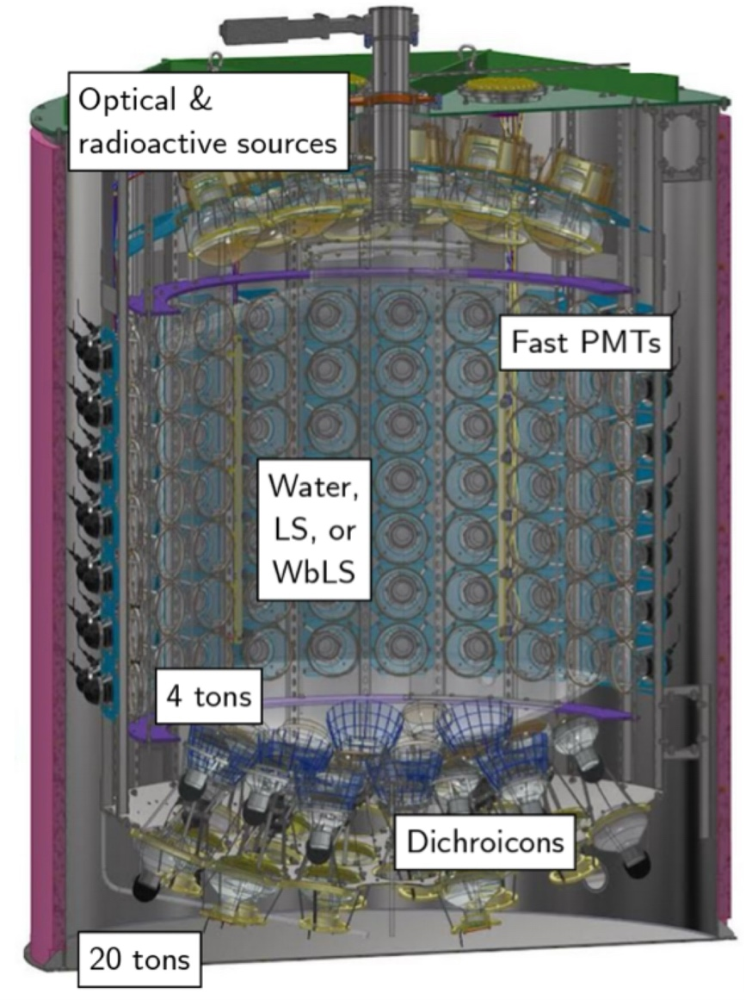 Optical &
radioactive sources
Fast PMTs
Water,
LS, or
WbLS
4 tons
Dichroicons
20 tons